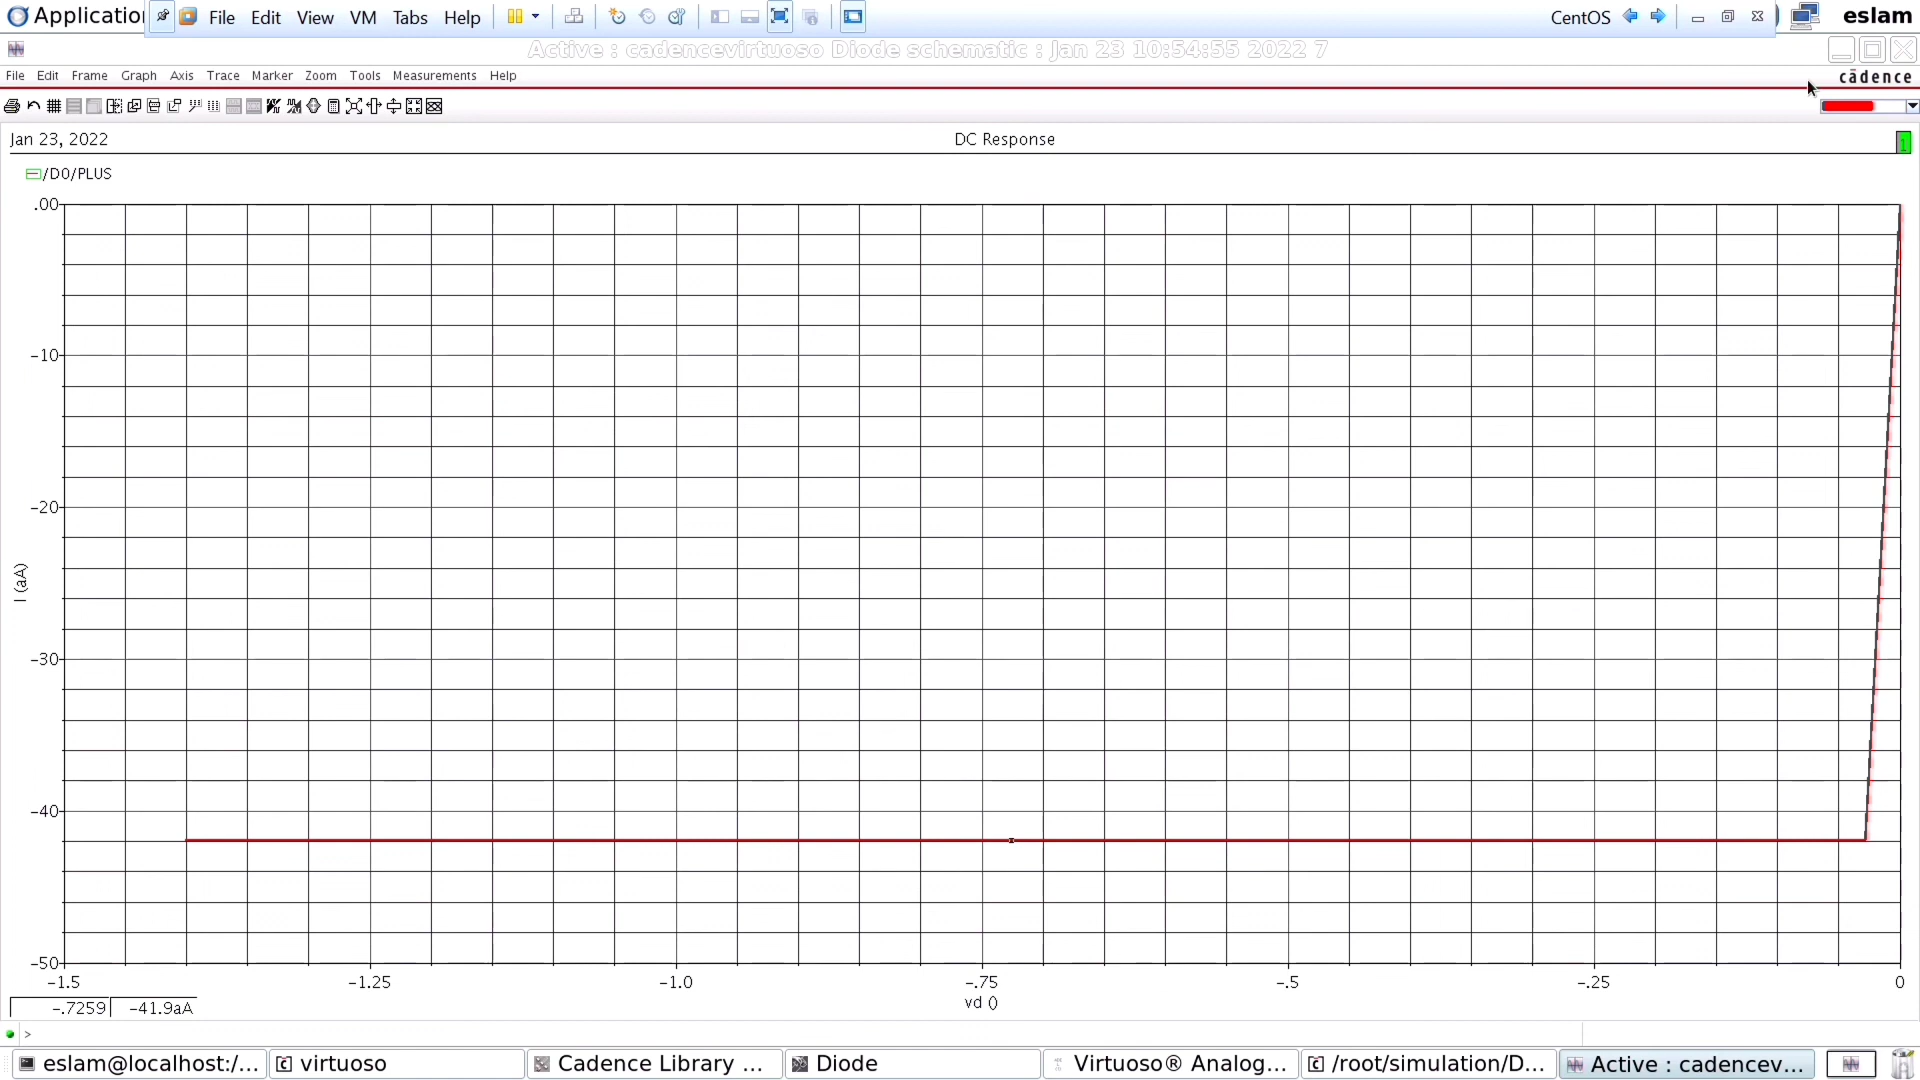 Application
File Edit View VM Tabs Help
CentOS
eslam
Active : cadencevirtuoso Diode schematic : Jan 23 10:54:55 2022 7
File Edit Frame Graph Axis Trace Marker Zoom Tools Measurements Help
cādence
Jan 23, 2022
DC Response
1
/D0/PLUS
.00
-10
-20
-30
-40
-50
I (aA)
-1.5 -1.25 -1.0 -.75 -.5 -.25 0
vd ()
-.7259 -41.9aA
>
eslam@localhost:/... virtuoso Cadence Library ... Diode Virtuoso® Analog... /root/simulation/D... Active : cadencev...